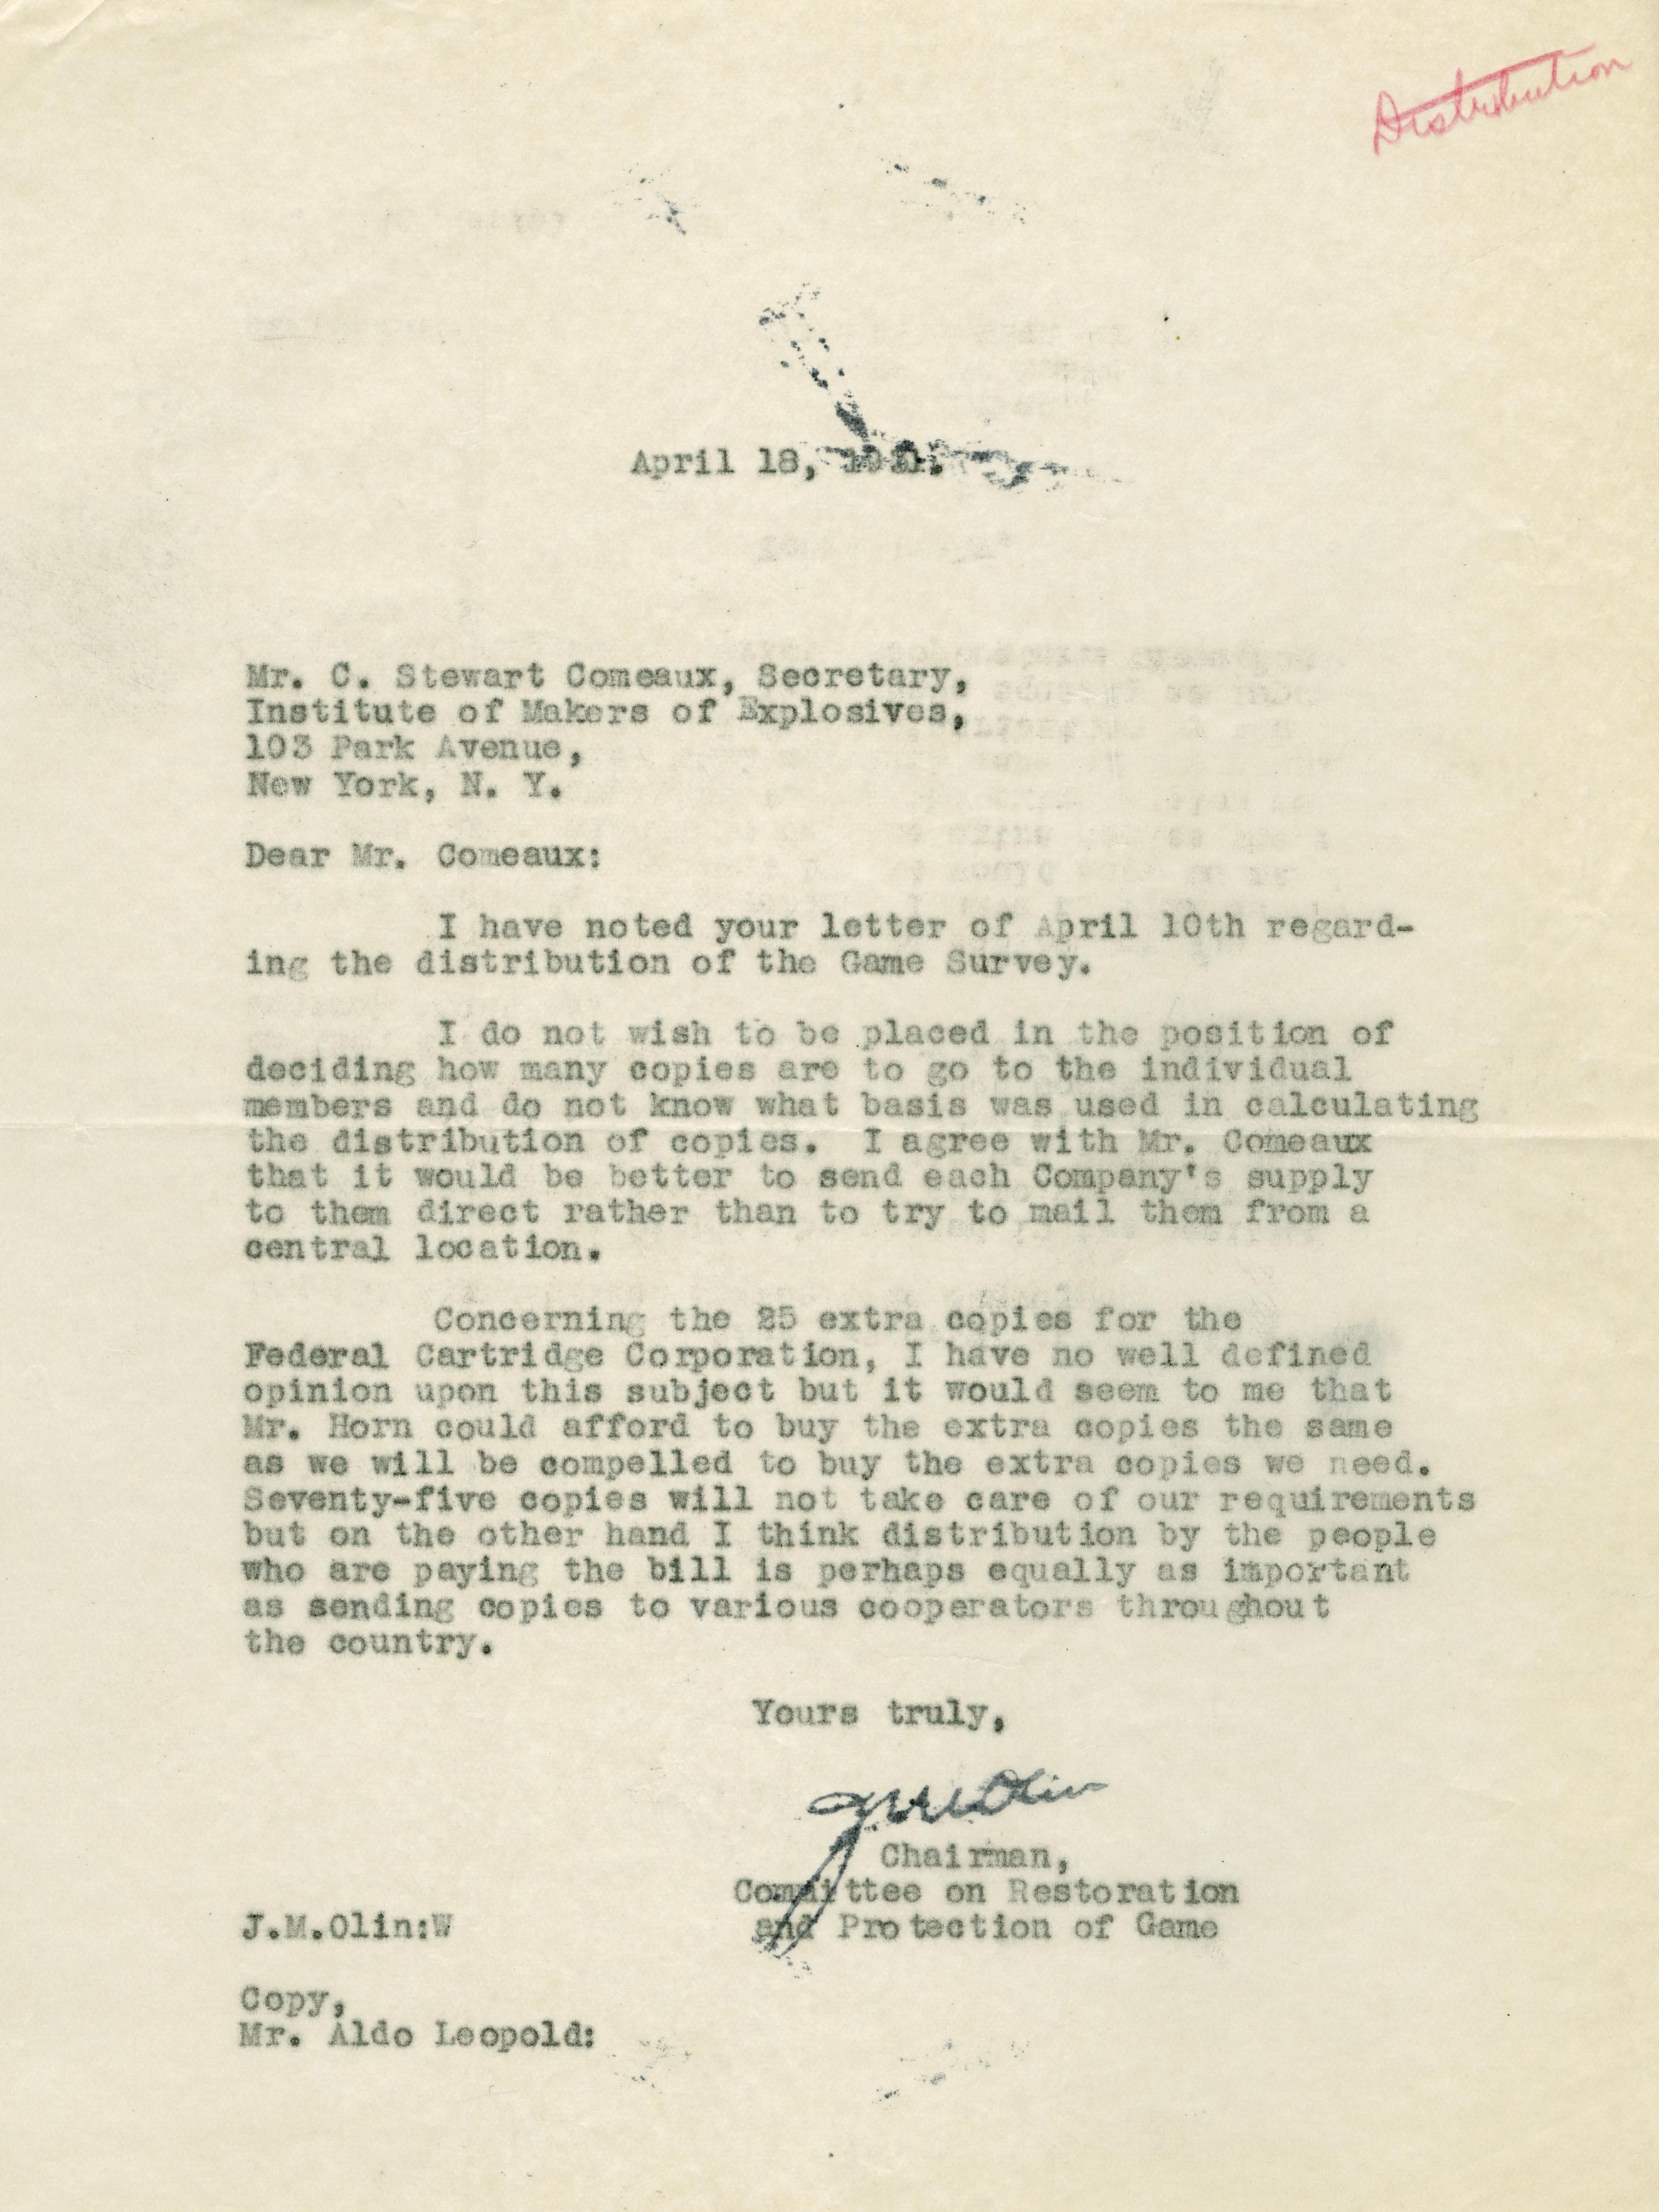 Distribution
April 18, 1931.
Mr. C. Stewart Comeaux, Secretary,
Institute of Makers of Explosives,
103 Park Avenue,
New York, N. Y.
Dear Mr. Comeaux:
I have noted your letter of April 10th regard-
ing the distribution of the Game Survey.
I do not wish to be placed in the position of
deciding how many copies are to go to the individual
members and do not know what basis was used in calculating
the distribution of copies. I agree with Mr. Comeaux
that it would be better to send each Company's supply
to them direct rather than to try to mail them from a
central location.
Concerning the 25 extra copies for the
Federal Cartridge Corporation, I have no well defined
opinion upon this subject but it would seem to me that
Mr. Horn could afford to buy the extra copies the same
as we will be compelled to buy the extra copies we need.
Seventy-five copies will not take care of our requirements
but on the other hand I think distribution by the people
who are paying the bill is perhaps equally as important
as sending copies to various cooperators throughout
the country.
Yours truly,
JMOlin
Chairman,
Committee on Restoration
and Protection of Game
J.M.Olin:W
Copy,
Mr. Aldo Leopold: